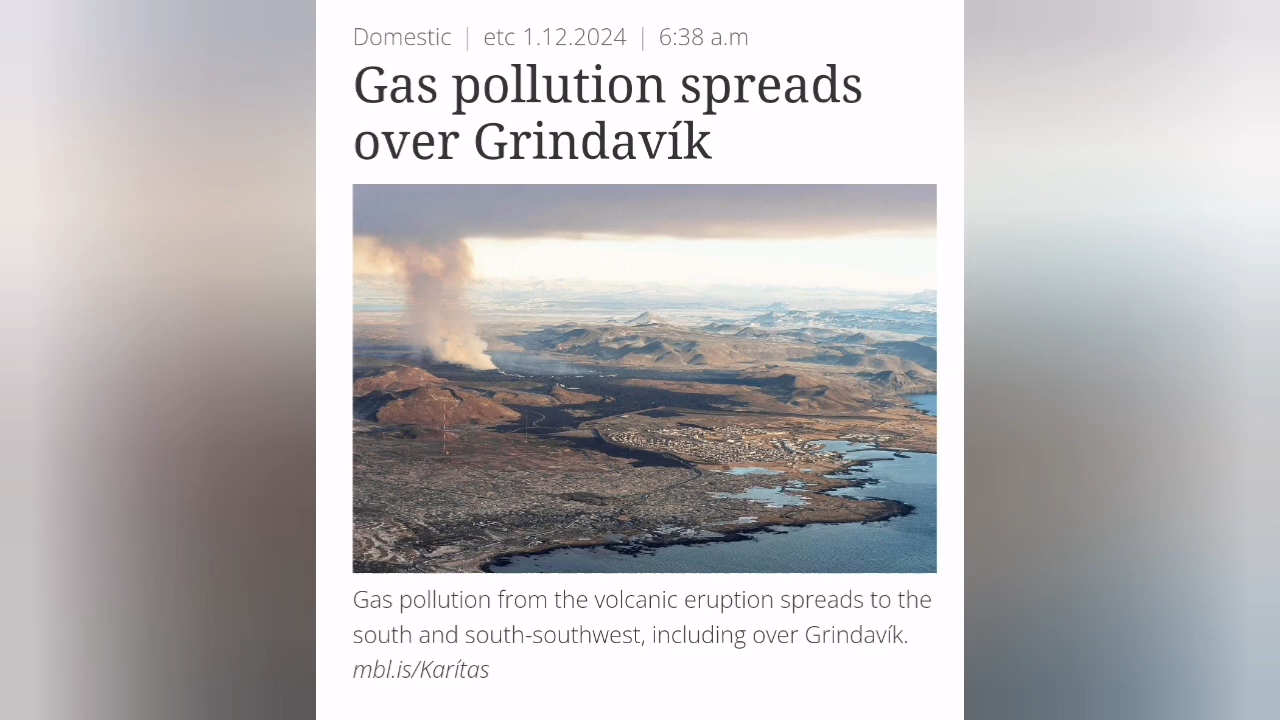 Domestic | etc 1.12.2024 | 6:38 a.m
Gas pollution spreads
over Grindavík
Gas pollution from the volcanic eruption spreads to the
south and south-southwest, including over Grindavík.
mbl.is/Karítas